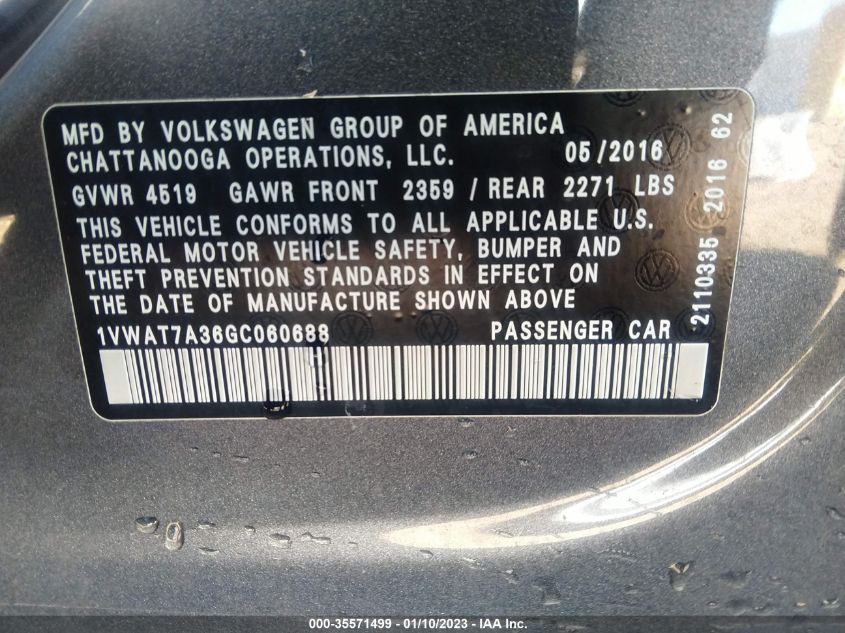 MFD BY VOLKSWAGEN GROUP OF AMERICA
CHATTANOOGA OPERATIONS, LLC. 05/2016
GVWR 4519 GAWR FRONT 2359 / REAR 2271 LBS
THIS VEHICLE CONFORMS TO ALL APPLICABLE U.S.
FEDERAL MOTOR VEHICLE SAFETY, BUMPER AND
THEFT PREVENTION STANDARDS IN EFFECT ON
THE DATE OF MANUFACTURE SHOWN ABOVE
1VWAT7A36GC060688 PASSENGER CAR
2110335 2016 62
000-35571499 - 01/10/2023 - IAA Inc.